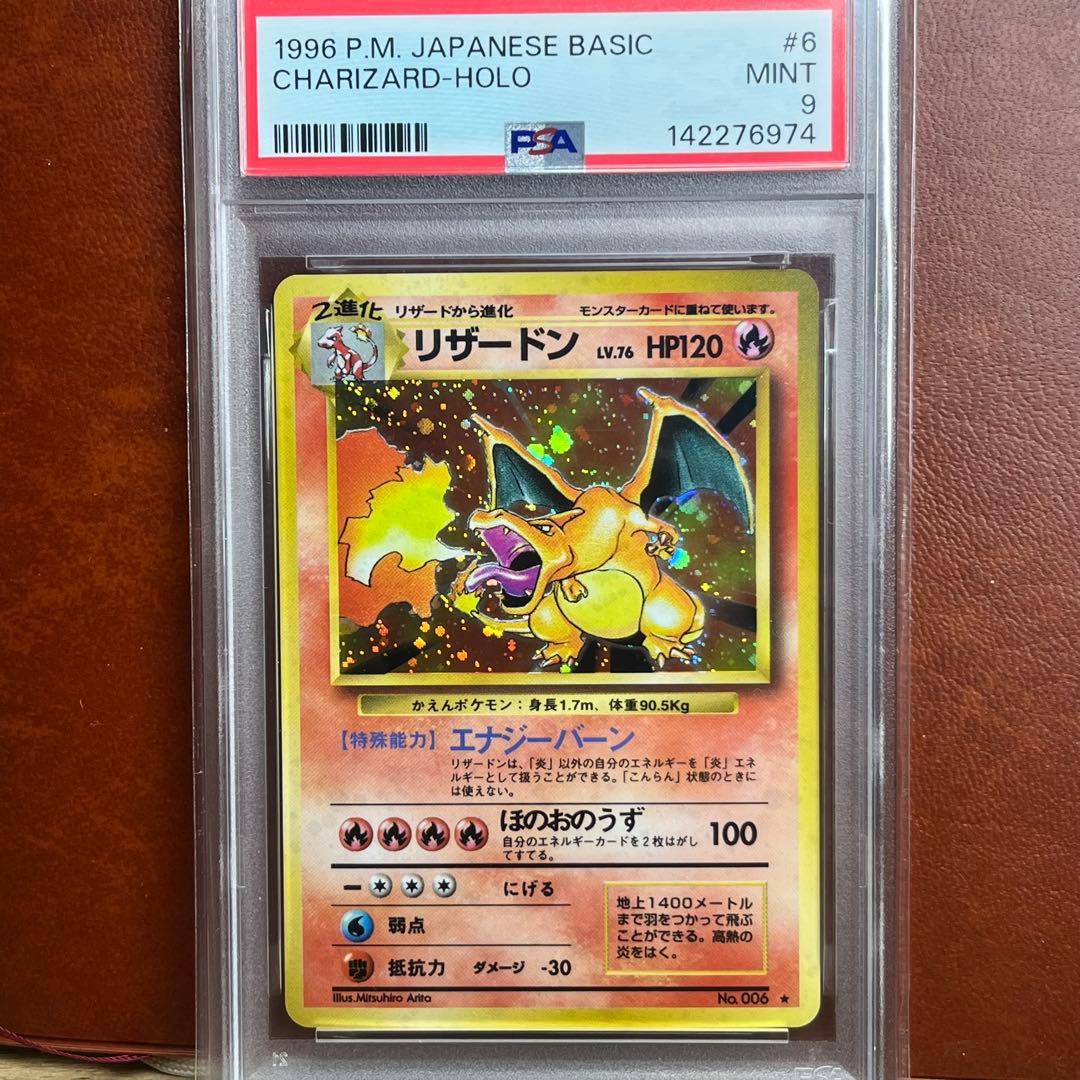 1996 P.M. JAPANESE BASIC #6
CHARIZARD-HOLO MINT
9
PSA 142276974
2進化 リザードから進化 モンスターカードに重ねて使います。
リザードン LV.76 HP120
かえんポケモン：身長1.7m、体重90.5Kg
【特殊能力】エナジーバーン
リザードンは、「炎」以外の自分のエネルギーを「炎」エネ
ルギーとして扱うことができる。「こんらん」状態のときに
は使えない。
ほのおのうず 100
自分のエネルギーカードを２枚はがし
てすてる。
にげる
弱点
抵抗力 ダメージ -30
地上1400メートル
まで羽をつかって飛ぶ
ことができる。高熱の
炎をはく。
Illus.Mitsuhiro Arita No. 006 ★